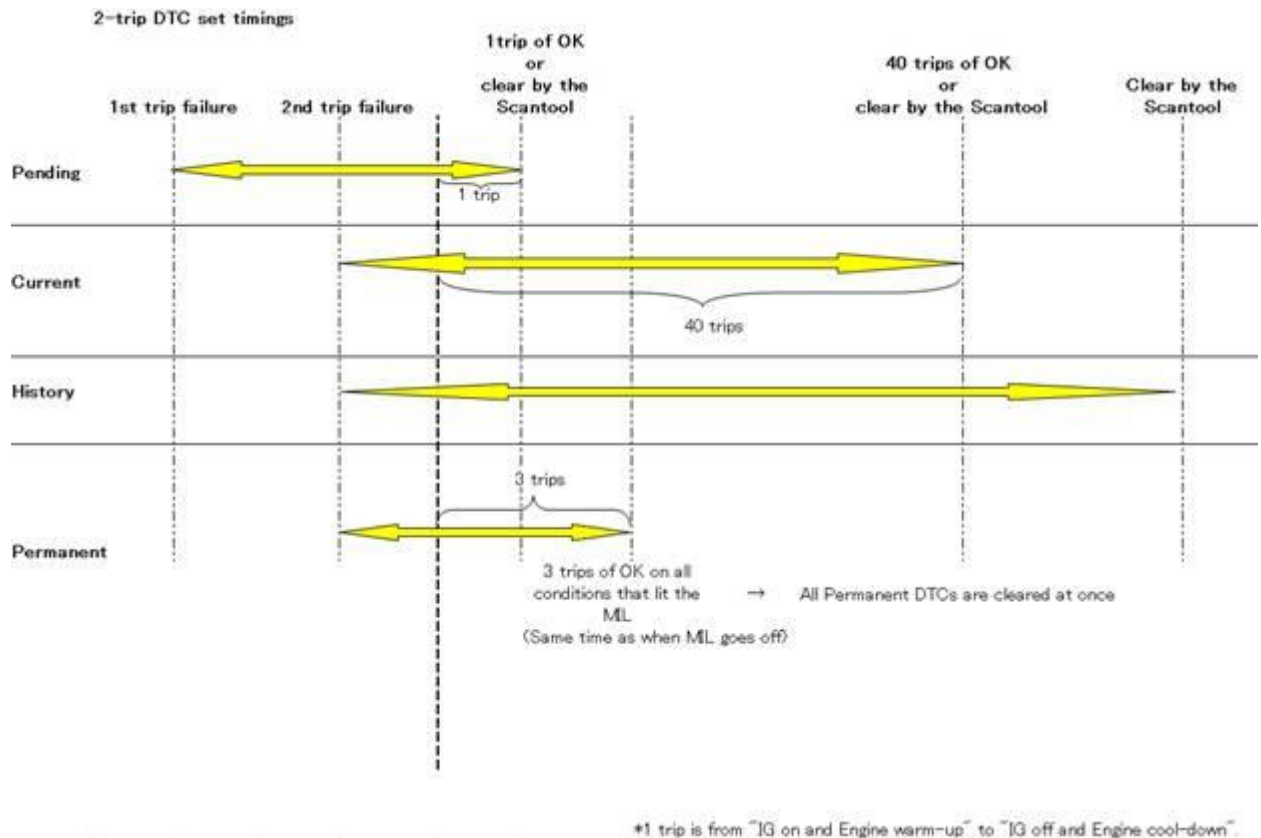 2-trip DTC set timings
1st trip failure
2nd trip failure
1trip of OK
or
clear by the
Scantool
40 trips of OK
or
clear by the Scantool
Clear by the
Scantool
Pending
1 trip
Current
40 trips
History
3 trips
Permanent
3 trips of OK on all
conditions that lit the
MIL
(Same time as when MIL goes off)
→ All Permanent DTCs are cleared at once
*1 trip is from "IG on and Engine warm-up" to "IG off and Engine cool-down".